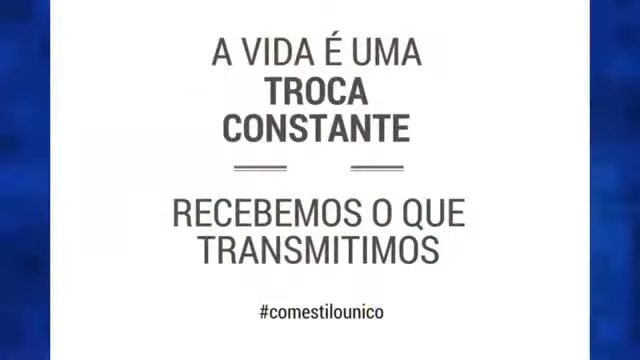 A VIDA É UMA
TROCA
CONSTANTE
RECEBEMOS O QUE
TRANSMITIMOS
#comestilounico